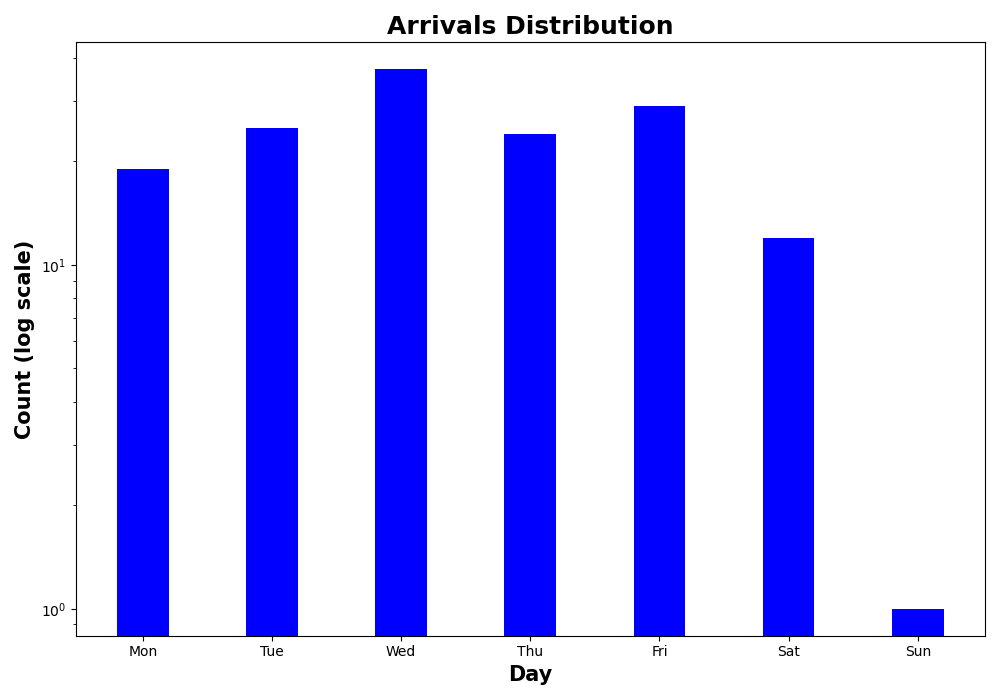 Arrivals Distribution
Count (log scale)
10¹
10⁰
Mon Tue Wed Thu Fri Sat Sun
Day